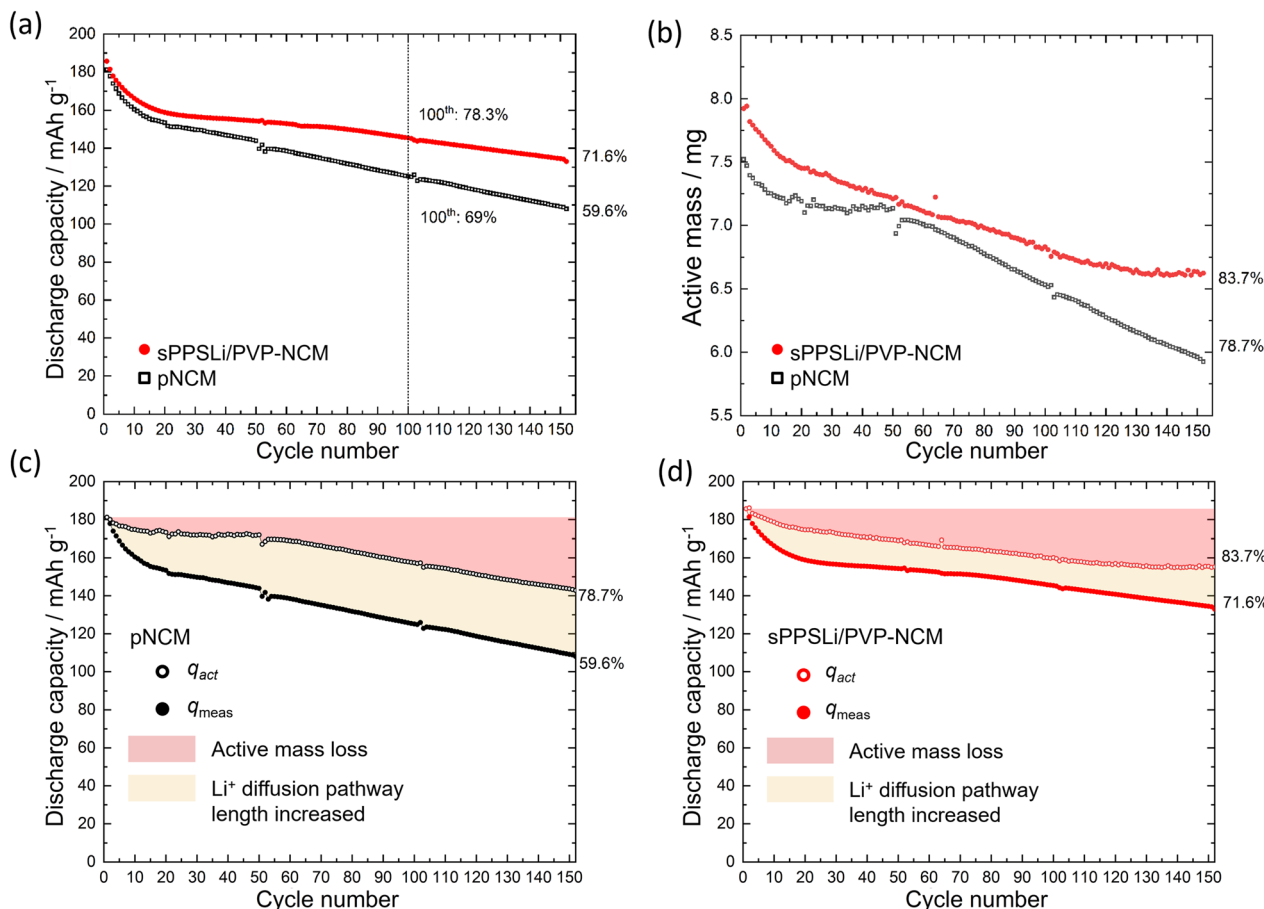 (a)
Discharge capacity / mAh g⁻¹
200
180
160
140
120
100
80
60
40
20
0
100ᵗʰ: 78.3%
100ᵗʰ: 69%
71.6%
59.6%
sPPSLi/PVP-NCM
pNCM
0 10 20 30 40 50 60 70 80 90 100 110 120 130 140 150
Cycle number
(b)
Active mass / mg
8.5
8.0
7.5
7.0
6.5
6.0
5.5
83.7%
78.7%
sPPSLi/PVP-NCM
pNCM
0 10 20 30 40 50 60 70 80 90 100 110 120 130 140 150
Cycle number
(c)
Discharge capacity / mAh g⁻¹
200
180
160
140
120
100
80
60
40
20
0
78.7%
59.6%
pNCM
q_act
q_meas
Active mass loss
Li⁺ diffusion pathway
length increased
0 10 20 30 40 50 60 70 80 90 100 110 120 130 140 150
Cycle number
(d)
Discharge capacity / mAh g⁻¹
200
180
160
140
120
100
80
60
40
20
0
83.7%
71.6%
sPPSLi/PVP-NCM
q_act
q_meas
Active mass loss
Li⁺ diffusion pathway
length increased
0 10 20 30 40 50 60 70 80 90 100 110 120 130 140 150
Cycle number